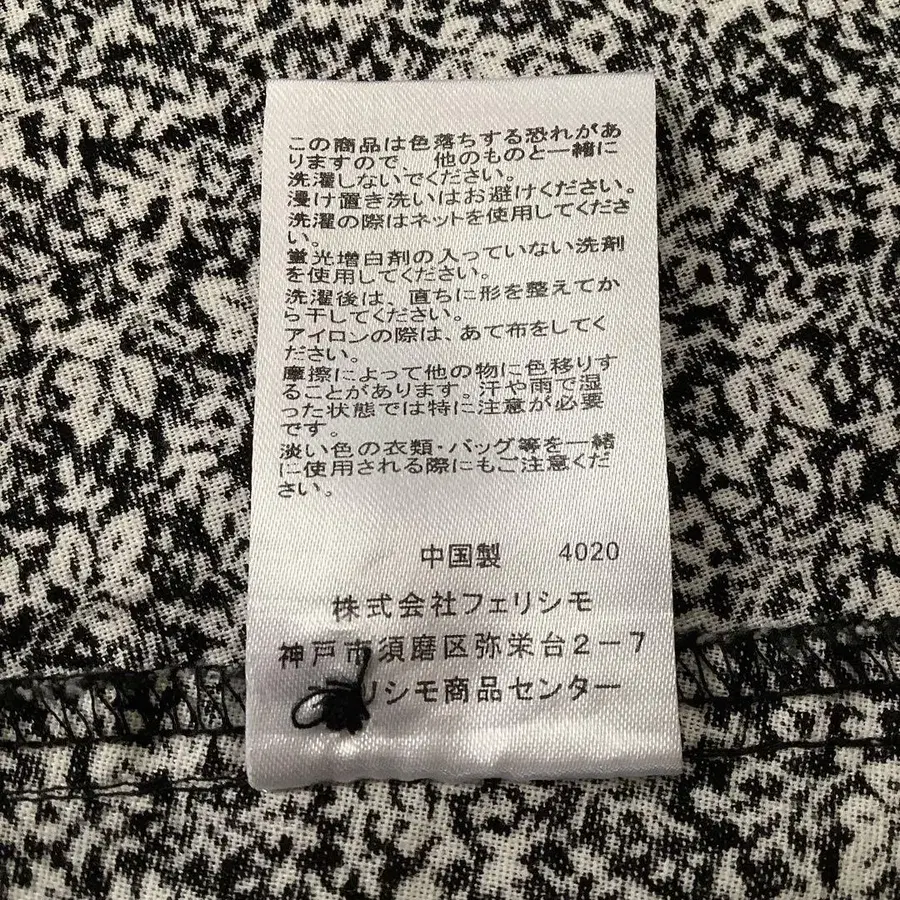 この商品は色落ちする恐れがあ
りますので、 他のものと一緒に
洗濯しないでください。
浸け置き洗いはお避けください。
洗濯の際はネットを使用してくださ
い。
蛍光増白剤の入っていない洗剤
を使用してください。
洗濯後は、直ちに形を整えてか
ら干してください。
アイロンの際は、あて布をしてく
ださい。
摩擦によって他の物に色移りす
ることがあります。汗や雨で湿
った状態では特に注意が必要
です。
淡い色の衣類・バッグ等を一緒
に使用される際にもご注意くだ
さい。
中国製 4020
株式会社フェリシモ
神戸市須磨区弥栄台2-7
リシモ商品センター